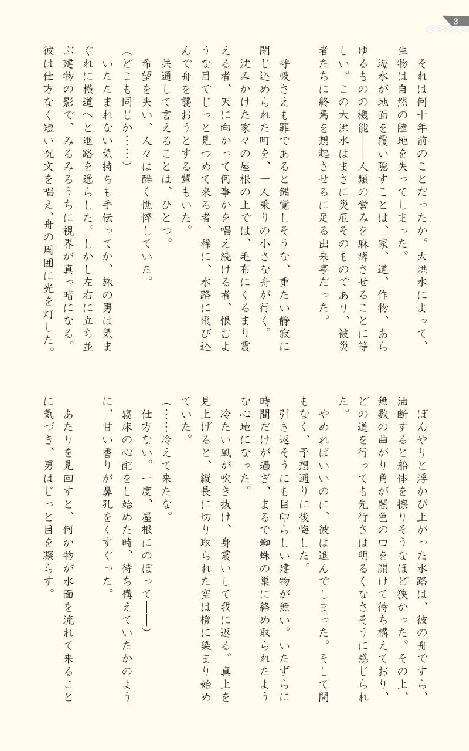 3
それは何十年前のことだったか。大洪水によって、
生物は自然の陸地を失ってしまった。
海水が地面を覆い隠すことは、家、道、作物、あら
ゆるものの機能――人類の営みを麻痺させることに等
しい。この大洪水はまさに災厄そのものであり、被災
者たちに終焉を想起させるに足る出来事だった。
呼吸さえも罪であると錯覚しそうな、重たい静寂に
閉じ込められた町を、一人乗りの小さな舟が行く。
沈みかけた家々の屋根の上では、毛布にくるまり震
える者、天に向かって何事かを唱え続ける者、恨むよ
うな目でじっと見つめて来る者、稀に、水路に飛び込
んで舟を襲おうとする輩もいた。
共通して言えることは、ひとつ。
希望を失い、人々は酷く憔悴していた。
(どこも同じか……)
いたたまれない気持ちも手伝ってか、旅の男は気ま
ぐれに横道へと進路を逸らした。しかし左右に立ち並
ぶ建物の影で、みるみるうちに視界が真っ暗になる。
彼は仕方なく短い呪文を唱え、舟の周囲に光を灯した。
ぼんやりと浮かび上がった水路は、彼の舟ですら、
油断すると船体を擦りそうなほど狭かった。その上、
無数の曲がり角が闇色の口を開けて待ち構えており、
どの道を行っても先行きは明るくなさそうに感じられ
た。
やめればいいのに、彼は進んでしまった。そして間
もなく、予想通りに後悔した。
引き返そうにも目印らしい建物が無い。いたずらに
時間だけが過ぎ、まるで蜘蛛の巣に絡め取られたよう
な心地になった。
冷たい風が吹き抜け、身震いして我に返る。真上を
見上げると、縦長に切り取られた空は橙に染まり始め
ていた。
(……冷えて来たな。
仕方ない。一度、屋根にのぼって――)
寝床の心配をし始めた時、待ち構えていたかのよう
に、甘い香りが鼻孔をくすぐった。
あたりを見回すと、何か物が水面を流れて来ること
に気づき、男はじっと目を凝らす。